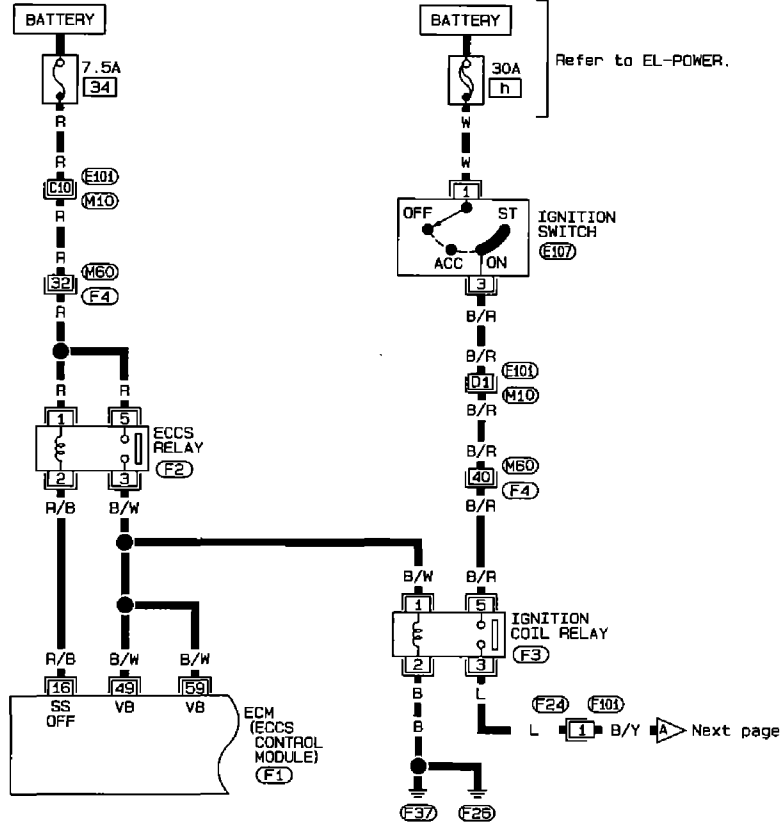 BATTERY
7.5A
34
R
R
C10
E101
M10
R
R
32
M60
F4
R
R
R
1
5
ECCS
RELAY
F2
2
3
R/B
B/W
R/B
B/W
B/W
16
49
59
SS
OFF
VB
VB
ECM
(ECCS
CONTROL
MODULE)
F1
BATTERY
Refer to EL-POWER.
30A
h
W
W
1
OFF
ST
ACC
ON
IGNITION
SWITCH
E107
3
B/R
B/R
D1
E101
M10
B/R
B/R
40
M60
F4
B/R
B/W
B/R
1
5
IGNITION
COIL RELAY
F3
2
3
B
L
B
F24
F101
L
1
B/Y
A
Next page
F37
F26